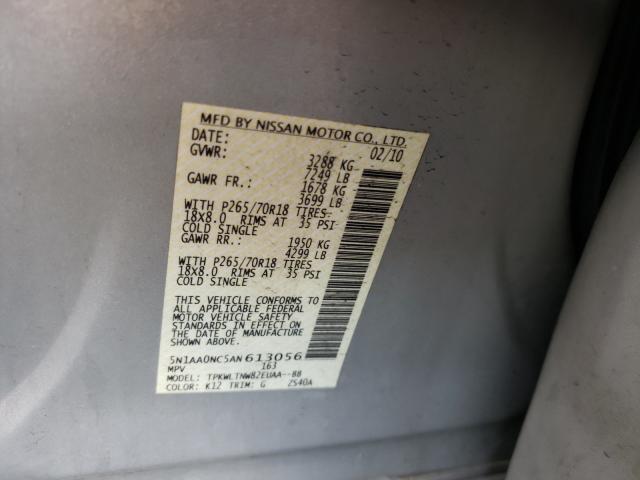 MFD BY NISSAN MOTOR CO., LTD.
DATE: 02/10
GVWR: 3288 KG
7249 LB
GAWR FR.: 1678 KG
3699 LB
WITH P265/70R18 TIRES
18X8.0 RIMS AT 35 PSI
COLD SINGLE
GAWR RR.: 1950 KG
4299 LB
WITH P265/70R18 TIRES
18X8.0 RIMS AT 35 PSI
COLD SINGLE
THIS VEHICLE CONFORMS TO
ALL APPLICABLE FEDERAL
MOTOR VEHICLE SAFETY
STANDARDS IN EFFECT ON
THE DATE OF MANUFACTURE
SHOWN ABOVE.
5N1AA0NC5AN613056
MPV 163
MODEL: TPKWLTNW82EUAA--88
COLOR: K12 TRIM: G ZS40A